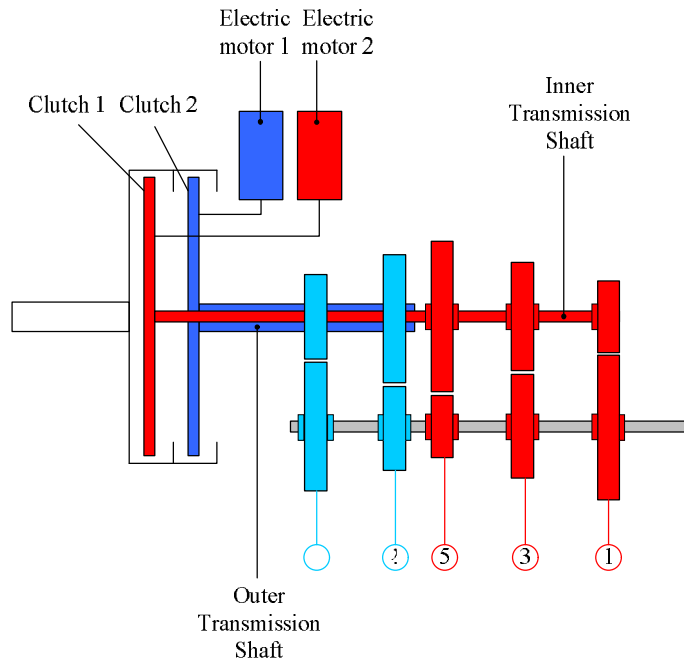 Electric
motor 1
Electric
motor 2
Clutch 1
Clutch 2
Inner
Transmission
Shaft
5
3
1
Outer
Transmission
Shaft